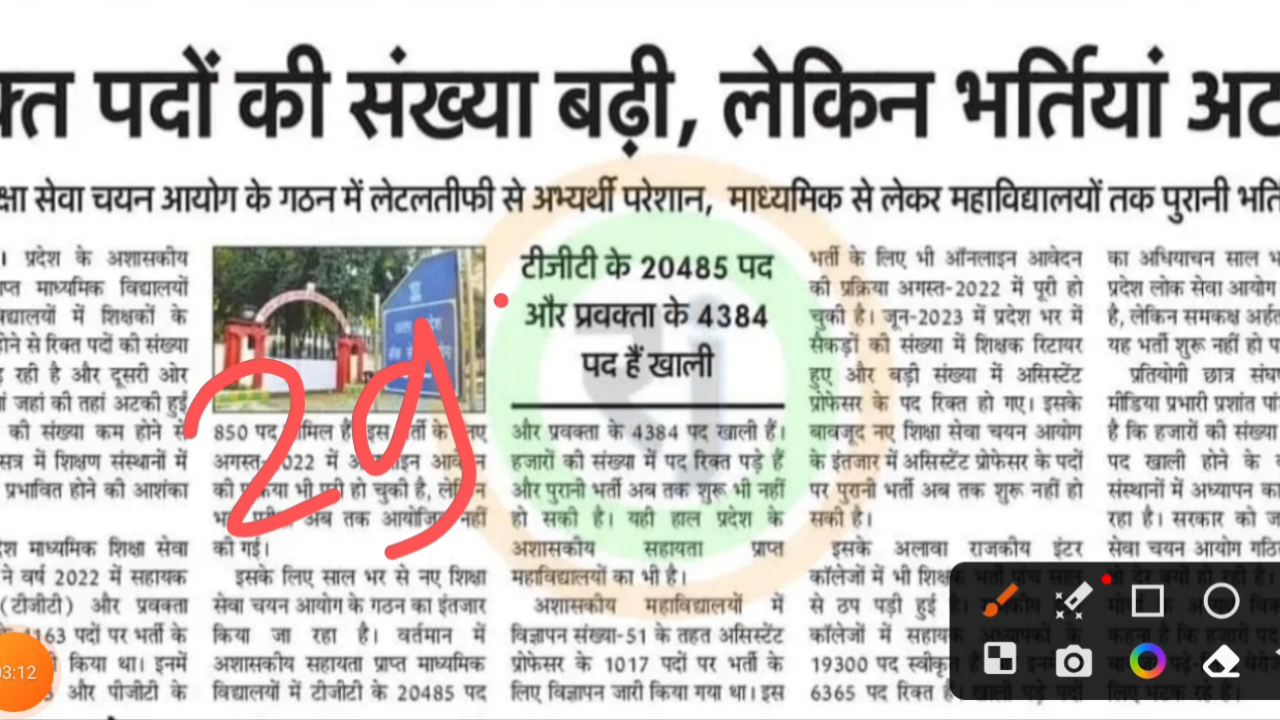 पदों की संख्या बढ़ी, लेकिन भर्तियां
सेवा चयन आयोग के गठन में लेटलतीफी से अभ्यर्थी परेशान, माध्यमिक से लेकर महाविद्यालयों तक पुरानी
। प्रदेश के अशासकीय
माध्यमिक विद्यालयों
में शिक्षकों के
होने से रिक्त पदों की संख्या
रही है और दूसरी ओर
जहां की तहां अटकी हुई
की संख्या कम होने से
सत्र में शिक्षण संस्थानों में
प्रभावित होने की आशंका
माध्यमिक शिक्षा सेवा
ने वर्ष 2022 में सहायक
(टीजीटी) और प्रवक्ता
1163 पदों पर भर्ती के
किया था। इनमें
और पीजीटी के
29
850 पद
अगस्त-2022 में
हो चुकी है,
अब तक नहीं
की गई।
इसके लिए साल भर से नए शिक्षा
सेवा चयन आयोग के गठन का इंतजार
किया जा रहा है। वर्तमान में
अशासकीय सहायता प्राप्त माध्यमिक
विद्यालयों में टीजीटी के 20485 पद
टीजीटी के 20485 पद
और प्रवक्ता के 4384
पद हैं खाली
और प्रवक्ता के 4384 पद खाली हैं।
हजारों की संख्या में पद रिक्त पड़े हैं
और पुरानी भर्ती अब तक शुरू भी नहीं
हो सकी है। यही हाल प्रदेश के
अशासकीय सहायता प्राप्त
महाविद्यालयों का भी है।
अशासकीय महाविद्यालयों में
विज्ञापन संख्या-51 के तहत असिस्टेंट
प्रोफेसर के 1017 पदों पर भर्ती के
लिए विज्ञापन जारी किया गया था। इस
भर्ती के लिए भी ऑनलाइन आवेदन
की प्रक्रिया अगस्त-2022 में पूरी हो
चुकी है। जून-2023 में प्रदेश भर में
सैकड़ों की संख्या में शिक्षक रिटायर
हुए और बड़ी संख्या में असिस्टेंट
प्रोफेसर के पद रिक्त हो गए। इसके
बावजूद नए शिक्षा सेवा चयन आयोग
के इंतजार में असिस्टेंट प्रोफेसर के पदों
पर पुरानी भर्ती अब तक शुरू नहीं हो
सकी है।
इसके अलावा राजकीय इंटर
कॉलेजों में भी शिक्षक भर्ती पांच साल
से ठप पड़ी हुई
कॉलेजों में सहायक
19300 पद स्वीकृत
6365 पद रिक्त
का अधियाचन साल
प्रदेश लोक सेवा आयोग
है, लेकिन समकक्ष
यह भर्ती शुरू नहीं हो
प्रतियोगी छात्र
मीडिया प्रभारी प्रशांत
है कि हजारों की संख्या
पद खाली होने के
संस्थानों में अध्यापन
रहा है। सरकार को
सेवा चयन आयोग
03:12